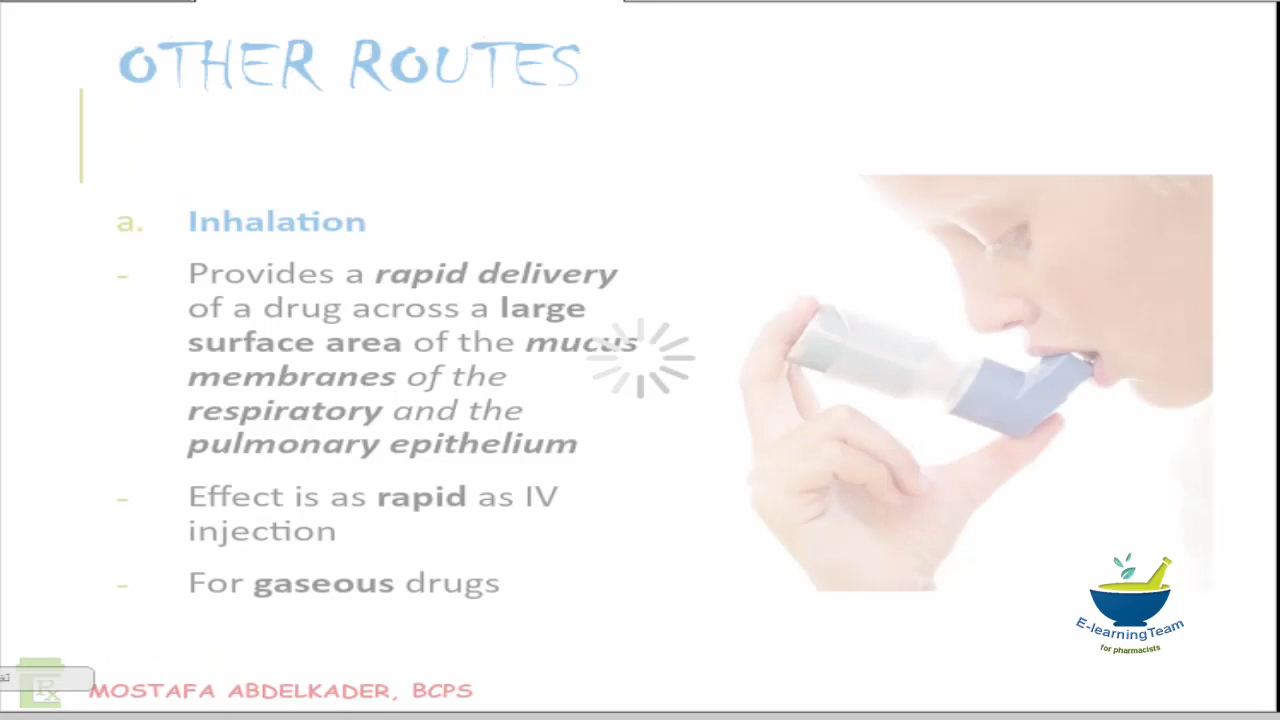 OTHER ROUTES
a. Inhalation
- Provides a rapid delivery
of a drug across a large
surface area of the mucus
membranes of the
respiratory and the
pulmonary epithelium
- Effect is as rapid as IV
injection
- For gaseous drugs
E-learningTeam
for pharmacists
Rx
MOSTAFA ABDELKADER, BCPS